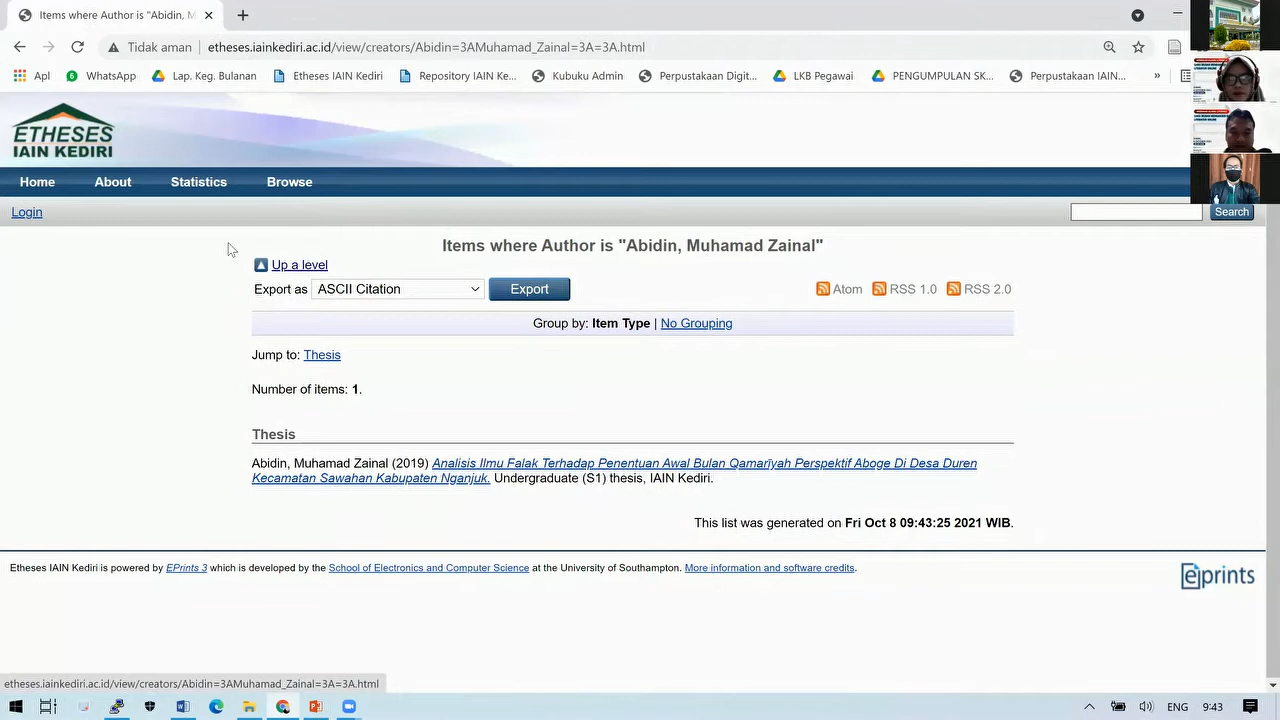 Items where Author is "Abidin, M
Tidak aman
etheses.iainkediri.ac.id/view/creators/Abidin=3AMuhamad_Zainal=3A=3A.html
Apl
WhatsApp
Lap. Keg. Bulanan
Etheses IAIN Kediri
Repository IAIN
Kubuku Admin
Perpustakaan Digi
LKB Pegawai
PENGUMUMAN SK...
Perpustakaan IAIN...
»
ETHESES
IAIN KEDIRI
Home
About
Statistics
Browse
Login
Search
Items where Author is "Abidin, Muhamad Zainal"
Up a level
Export as ASCII Citation Export
Atom RSS 1.0 RSS 2.0
Group by: Item Type | No Grouping
Jump to: Thesis
Number of items: 1.
Thesis
Abidin, Muhamad Zainal (2019) Analisis Ilmu Falak Terhadap Penentuan Awal Bulan Qamarïyah Perspektif Aboge Di Desa Duren
Kecamatan Sawahan Kabupaten Nganjuk. Undergraduate (S1) thesis, IAIN Kediri.
This list was generated on Fri Oct 8 09:43:25 2021 WIB.
Etheses IAIN Kediri is powered by EPrints 3 which is developed by the School of Electronics and Computer Science at the University of Southampton. More information and software credits.
eprints
etheses.iainkediri.ac.id/view/creators/Abidin=3AMuhamad_Zainal=3A=3A.html
ENG
9:43